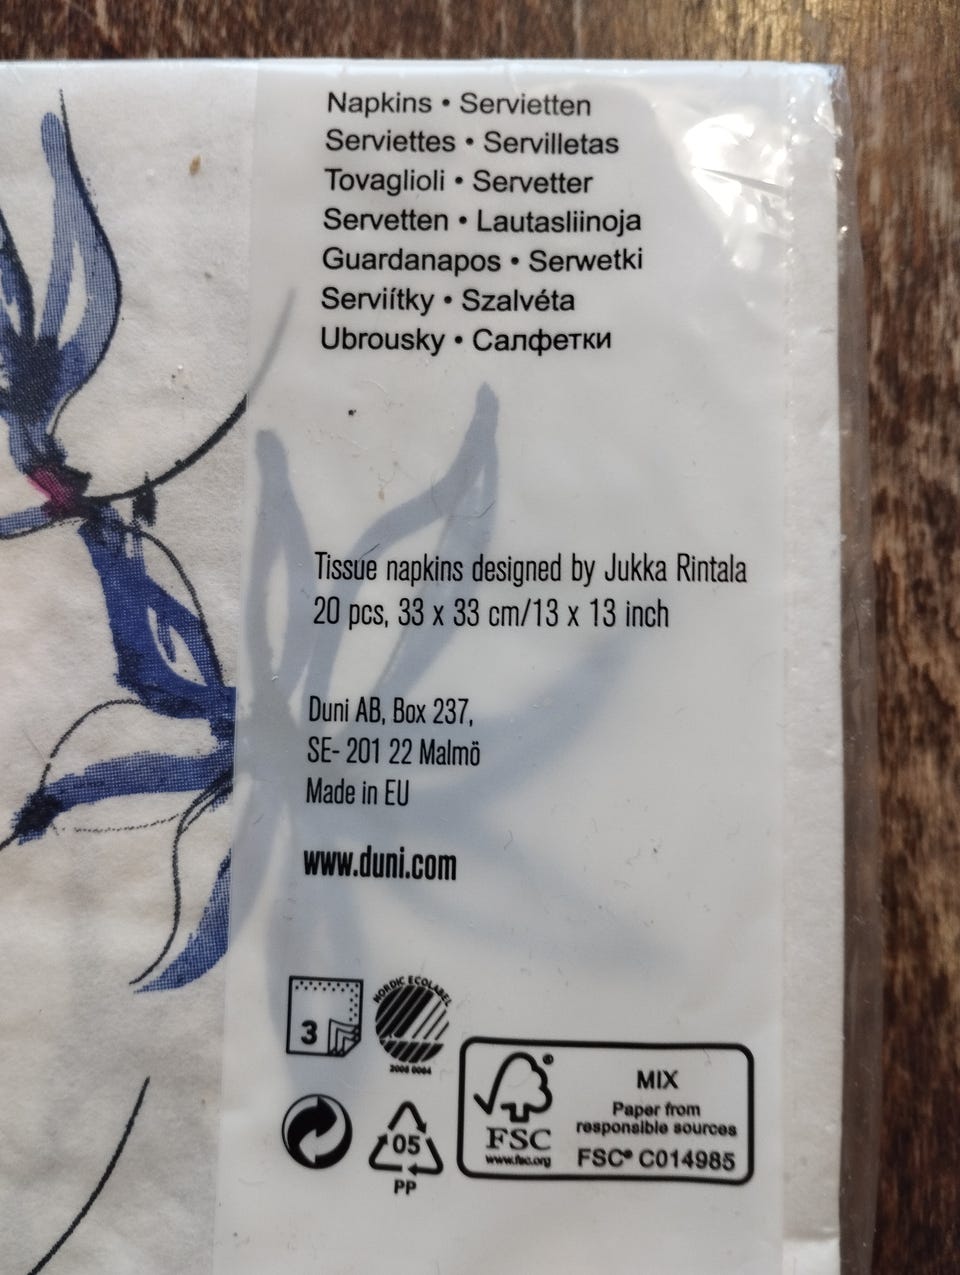 Napkins • Servietten
Serviettes • Servilletas
Tovaglioli • Servetter
Servetten • Lautasliinoja
Guardanapos • Serwetki
Serviítky • Szalvéta
Ubrousky • Салфетки
Tissue napkins designed by Jukka Rintala
20 pcs, 33 x 33 cm/13 x 13 inch
Duni AB, Box 237,
SE- 201 22 Malmö
Made in EU
www.duni.com
3
NORDIC ECOLABEL
2006 0064
05
PP
FSC®
www.fsc.org
MIX
Paper from
responsible sources
FSC® C014985